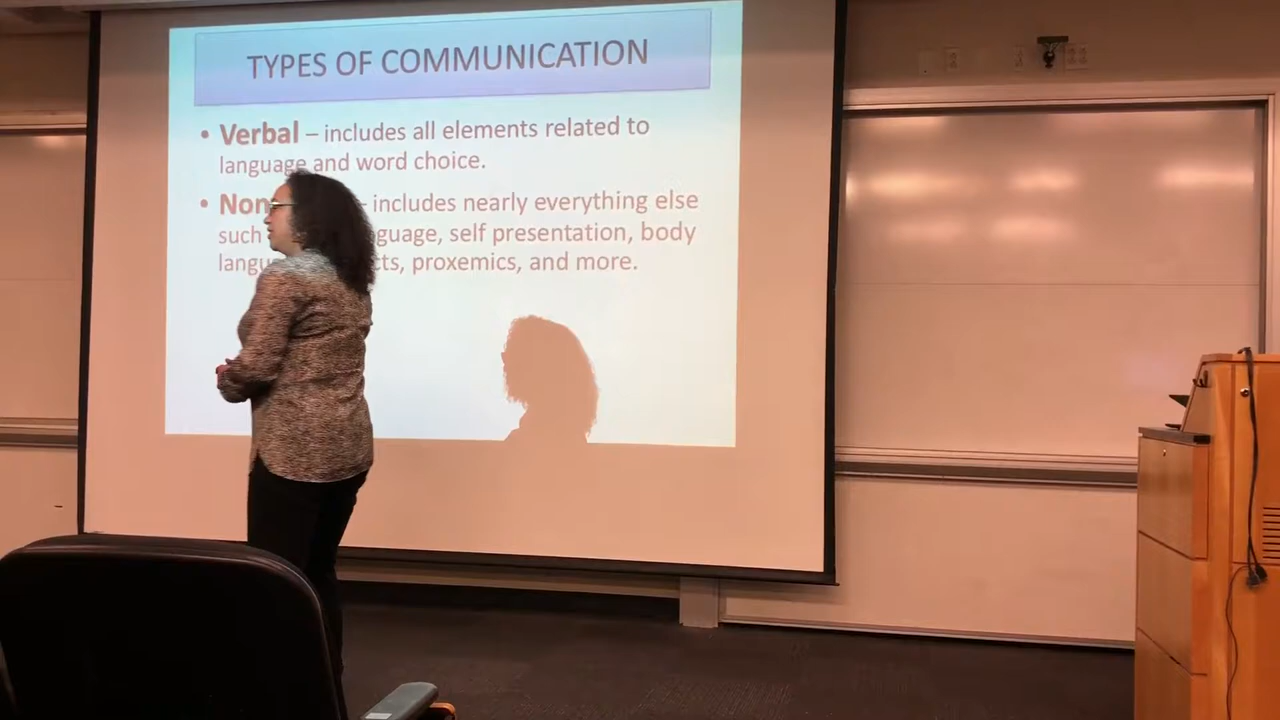 TYPES OF COMMUNICATION
• Verbal – includes all elements related to
language and word choice.
• Non – includes nearly everything else
such guage, self presentation, body
langu cts, proxemics, and more.